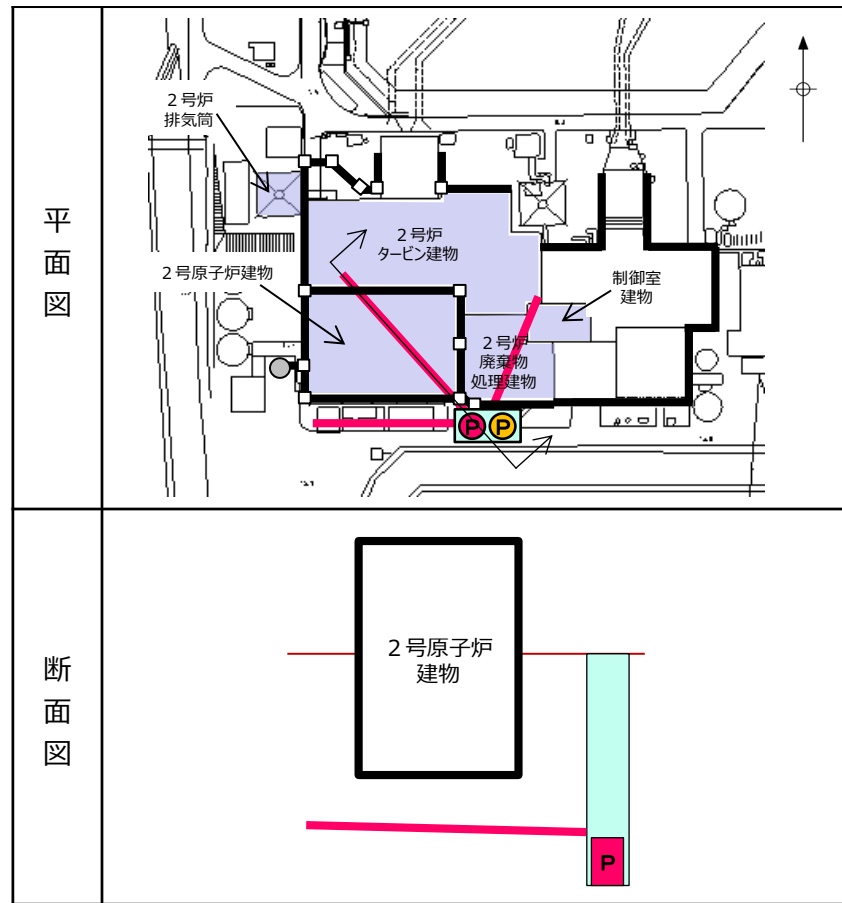 平
面
図
２号炉
排気筒
２号炉
タービン建物
２号原子炉建物
制御室
建物
２号炉
廃棄物
処理建物
P
P
断
面
図
２号原子炉
建物
P